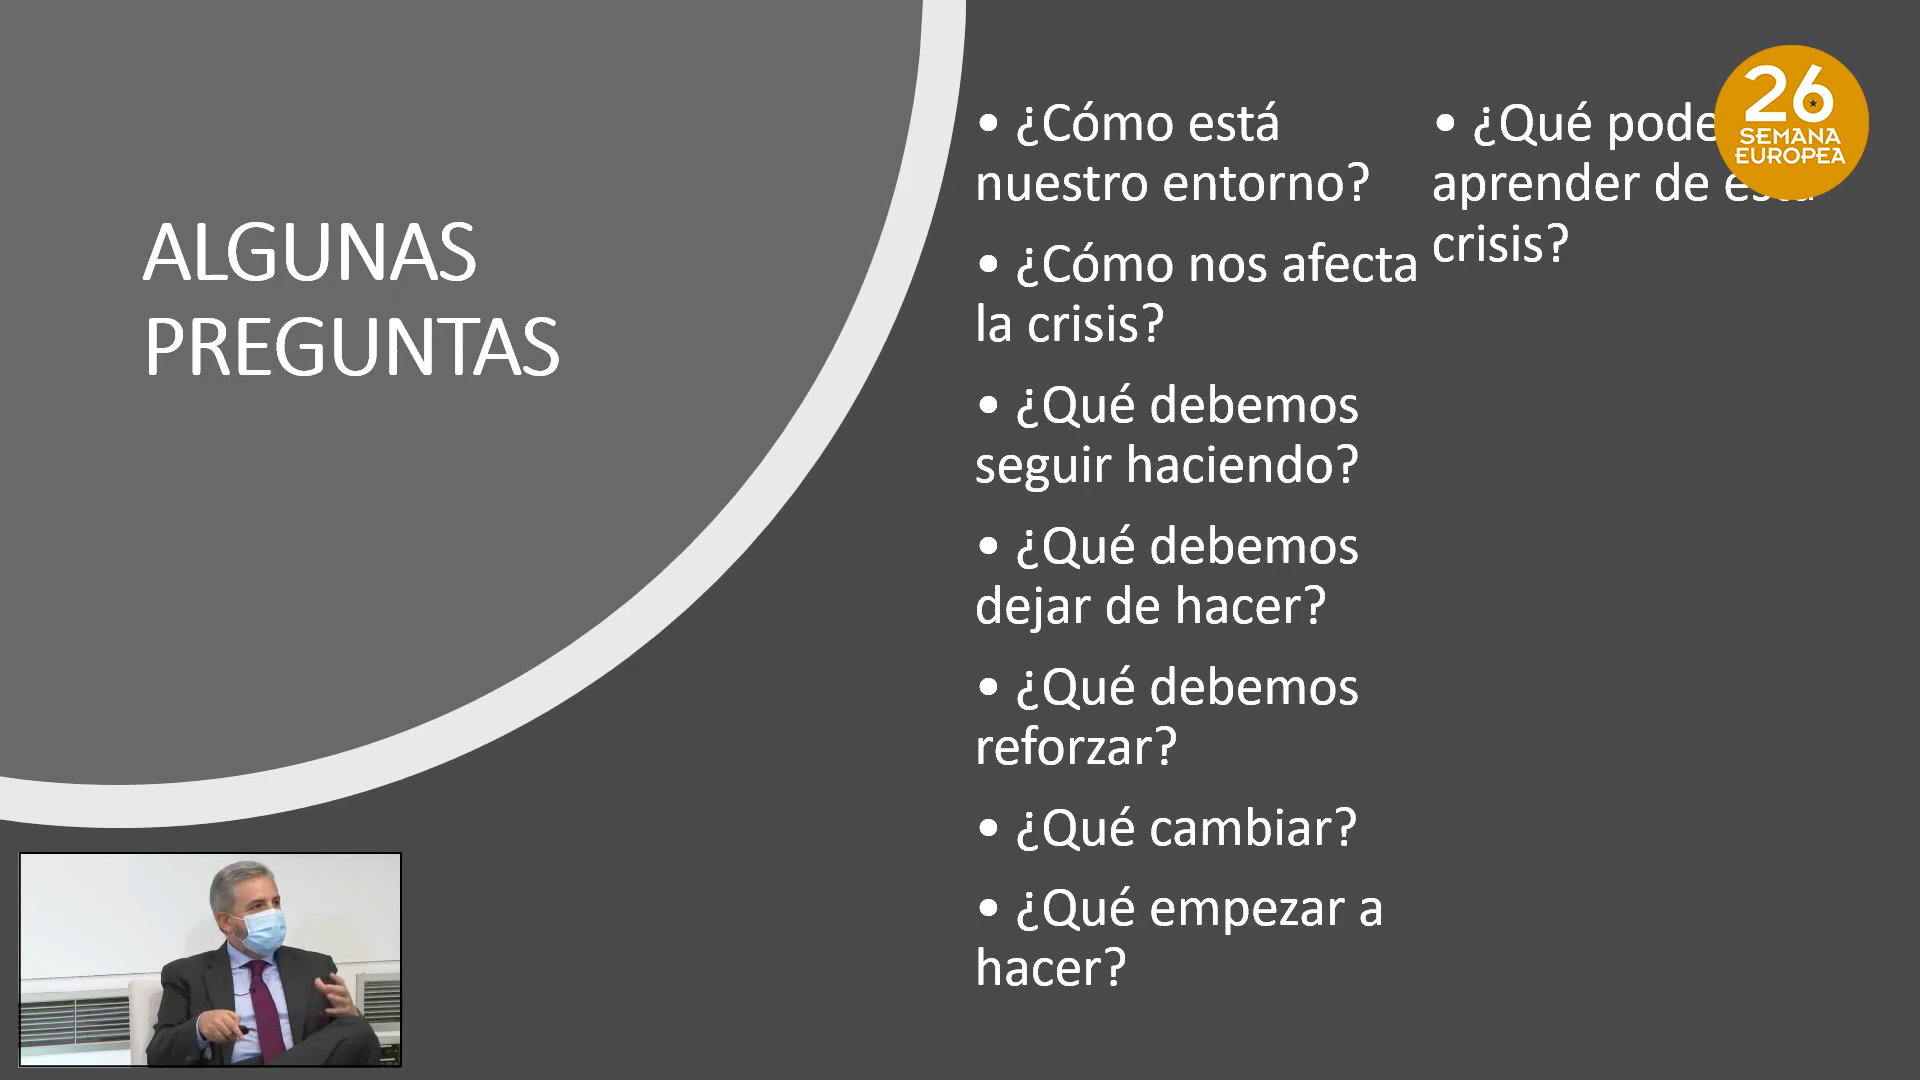 ALGUNAS
PREGUNTAS
• ¿Cómo está
nuestro entorno?
• ¿Cómo nos afecta
la crisis?
• ¿Qué debemos
seguir haciendo?
• ¿Qué debemos
dejar de hacer?
• ¿Qué debemos
reforzar?
• ¿Qué cambiar?
• ¿Qué empezar a
hacer?
• ¿Qué
aprender de
crisis?
26
SEMANA
EUROPEA